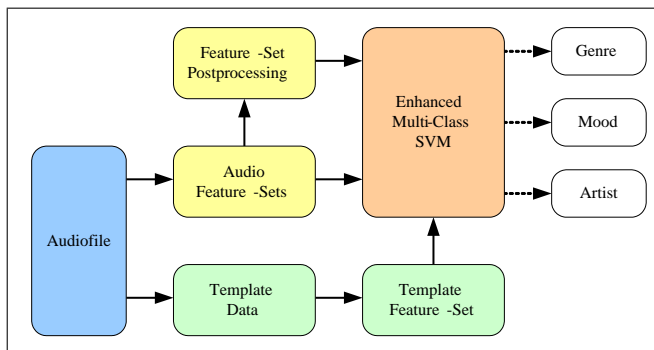 Feature -Set
Postprocessing
Enhanced
Multi-Class
SVM
Genre
Mood
Artist
Audio
Feature -Sets
Audiofile
Template
Data
Template
Feature -Set